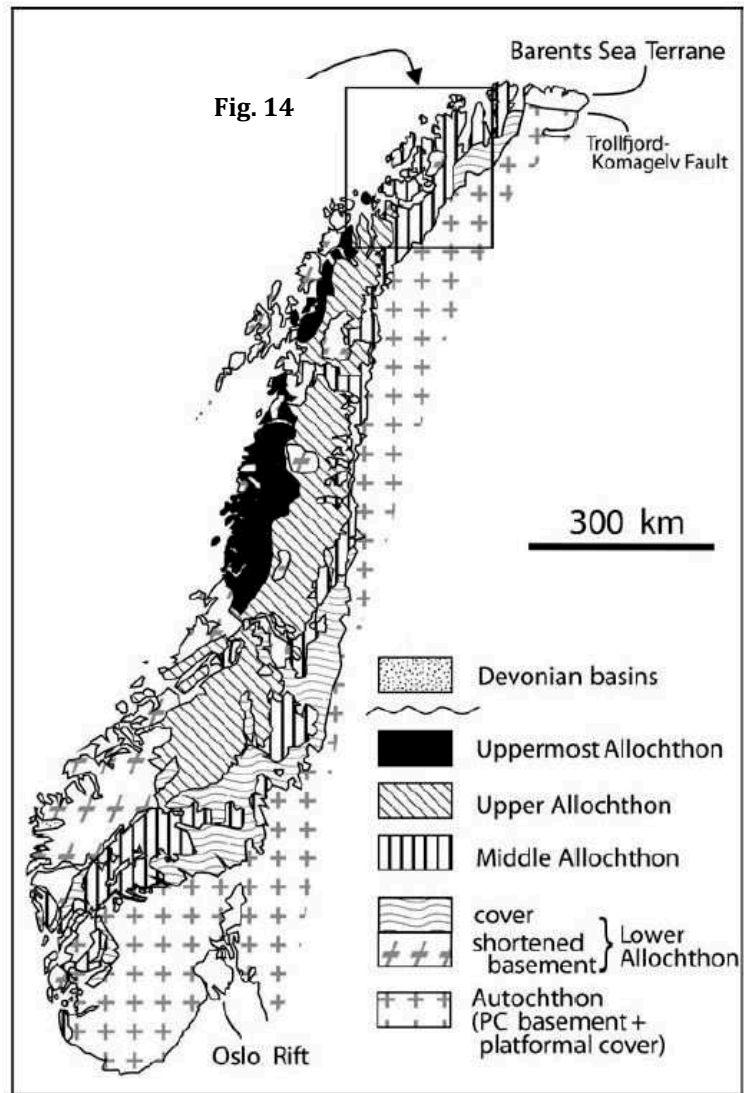 Barents Sea Terrane
Fig. 14
Trollfjord-
Komagelv Fault
300 km
Devonian basins
Uppermost Allochthon
Upper Allochthon
Middle Allochthon
cover
shortened
basement
Lower
Allochthon
Autochthon
(PC basement +
platformal cover)
Oslo Rift